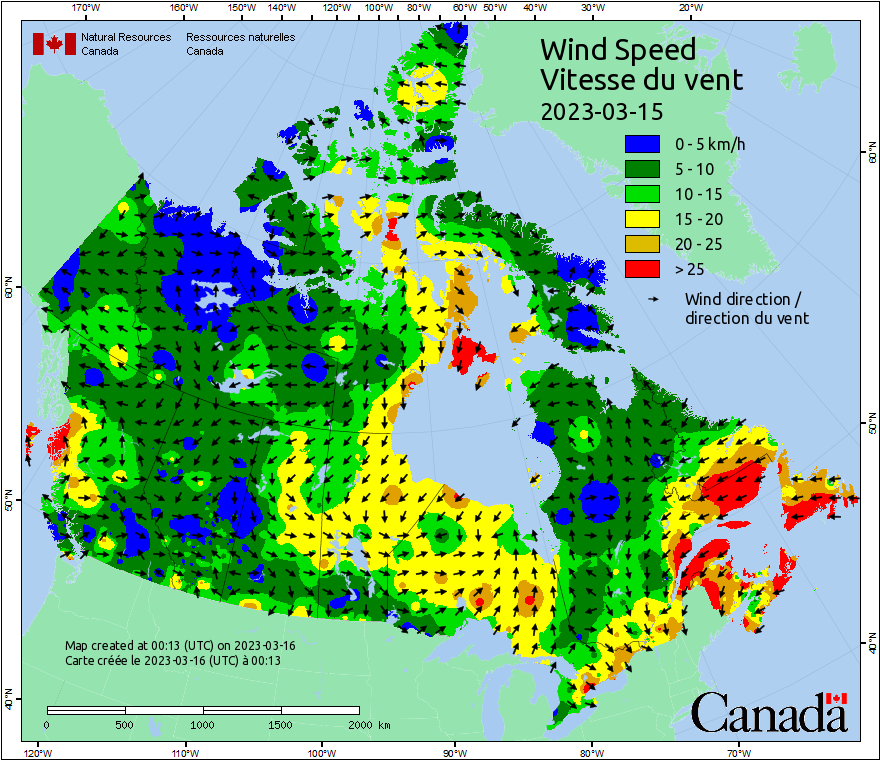 170°W 160°W 150°W 140°W 120°W 100°W 80°W 60°W 50°W 40°W 30°W 20°W
Natural Resources Canada
Ressources naturelles Canada
Wind Speed
Vitesse du vent
2023-03-15
0 - 5 km/h
5 - 10
10 - 15
15 - 20
20 - 25
> 25
Wind direction /
direction du vent
60°N
60°N
50°N
50°N
40°N
40°N
Map created at 00:13 (UTC) on 2023-03-16
Carte créée le 2023-03-16 (UTC) à 00:13
0 500 1000 1500 2000 km
Canada
120°W 110°W 100°W 90°W 80°W 70°W